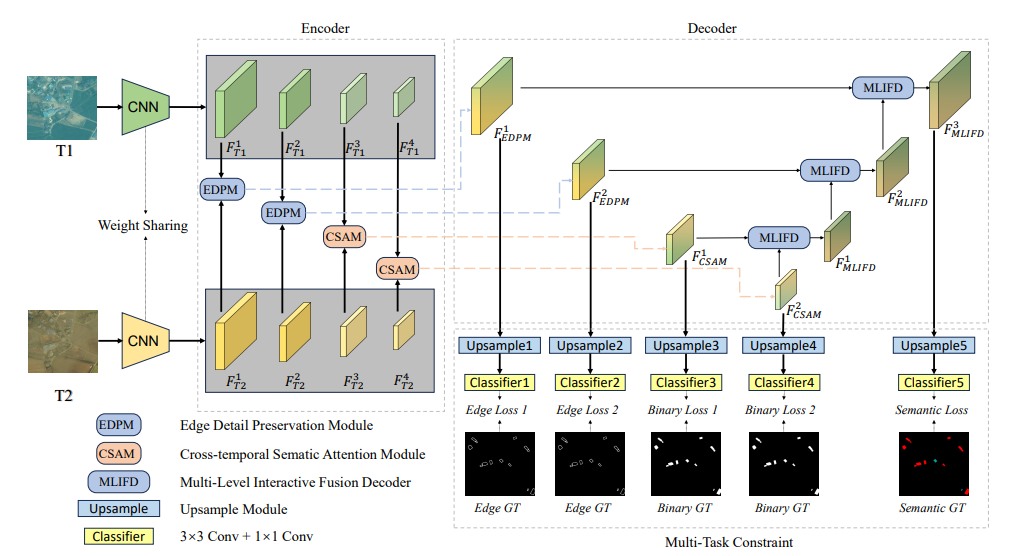 Encoder
Decoder
T1
CNN
F_{T1}^1
F_{T1}^2
F_{T1}^3
F_{T1}^4
EDPM
EDPM
CSAM
CSAM
Weight Sharing
T2
CNN
F_{T2}^1
F_{T2}^2
F_{T2}^3
F_{T2}^4
F_{EDPM}^1
F_{EDPM}^2
F_{CSAM}^1
F_{CSAM}^2
MLIFD
MLIFD
MLIFD
F_{MLIFD}^3
F_{MLIFD}^2
F_{MLIFD}^1
Upsample1
Upsample2
Upsample3
Upsample4
Upsample5
Classifier1
Classifier2
Classifier3
Classifier4
Classifier5
Edge Loss 1
Edge Loss 2
Binary Loss 1
Binary Loss 2
Semantic Loss
Edge GT
Edge GT
Binary GT
Binary GT
Semantic GT
Multi-Task Constraint
EDPM Edge Detail Preservation Module
CSAM Cross-temporal Sematic Attention Module
MLIFD Multi-Level Interactive Fusion Decoder
Upsample Upsample Module
Classifier 3×3 Conv + 1×1 Conv